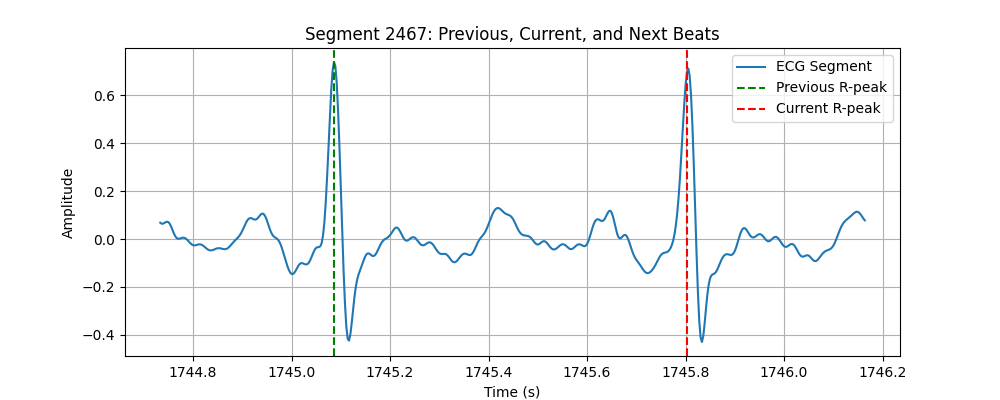 Segment 2467: Previous, Current, and Next Beats
ECG Segment
Previous R-peak
Current R-peak
Amplitude
0.6
0.4
0.2
0.0
−0.2
−0.4
1744.8 1745.0 1745.2 1745.4 1745.6 1745.8 1746.0 1746.2
Time (s)